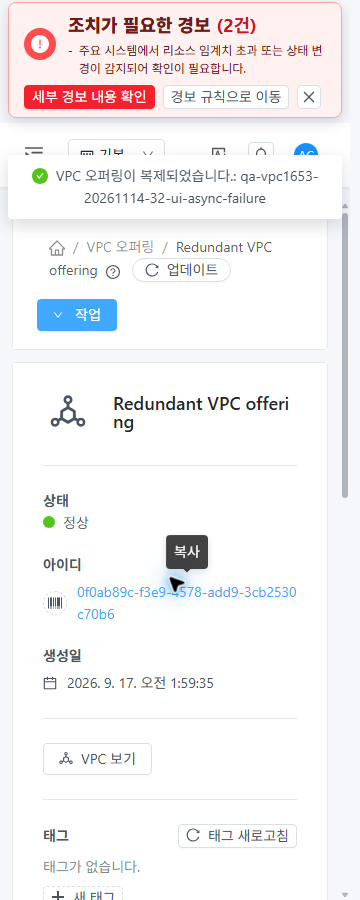 조치가 필요한 경보 (2건)
- 주요 시스템에서 리소스 임계치 초과 또는 상태 변
경이 감지되어 확인이 필요합니다.
세부 경보 내용 확인 경보 규칙으로 이동
VPC 오퍼링이 복제되었습니다.: qa-vpc1653-
20261114-32-ui-async-failure
/ VPC 오퍼링 / Redundant VPC
offering 업데이트
작업
Redundant VPC offeri
ng
상태
정상
복사
아이디
0f0ab89c-f3e9-4578-add9-3cb2530
c70b6
생성일
2026. 9. 17. 오전 1:59:35
VPC 보기
태그 태그 새로고침
태그가 없습니다.
새 태그